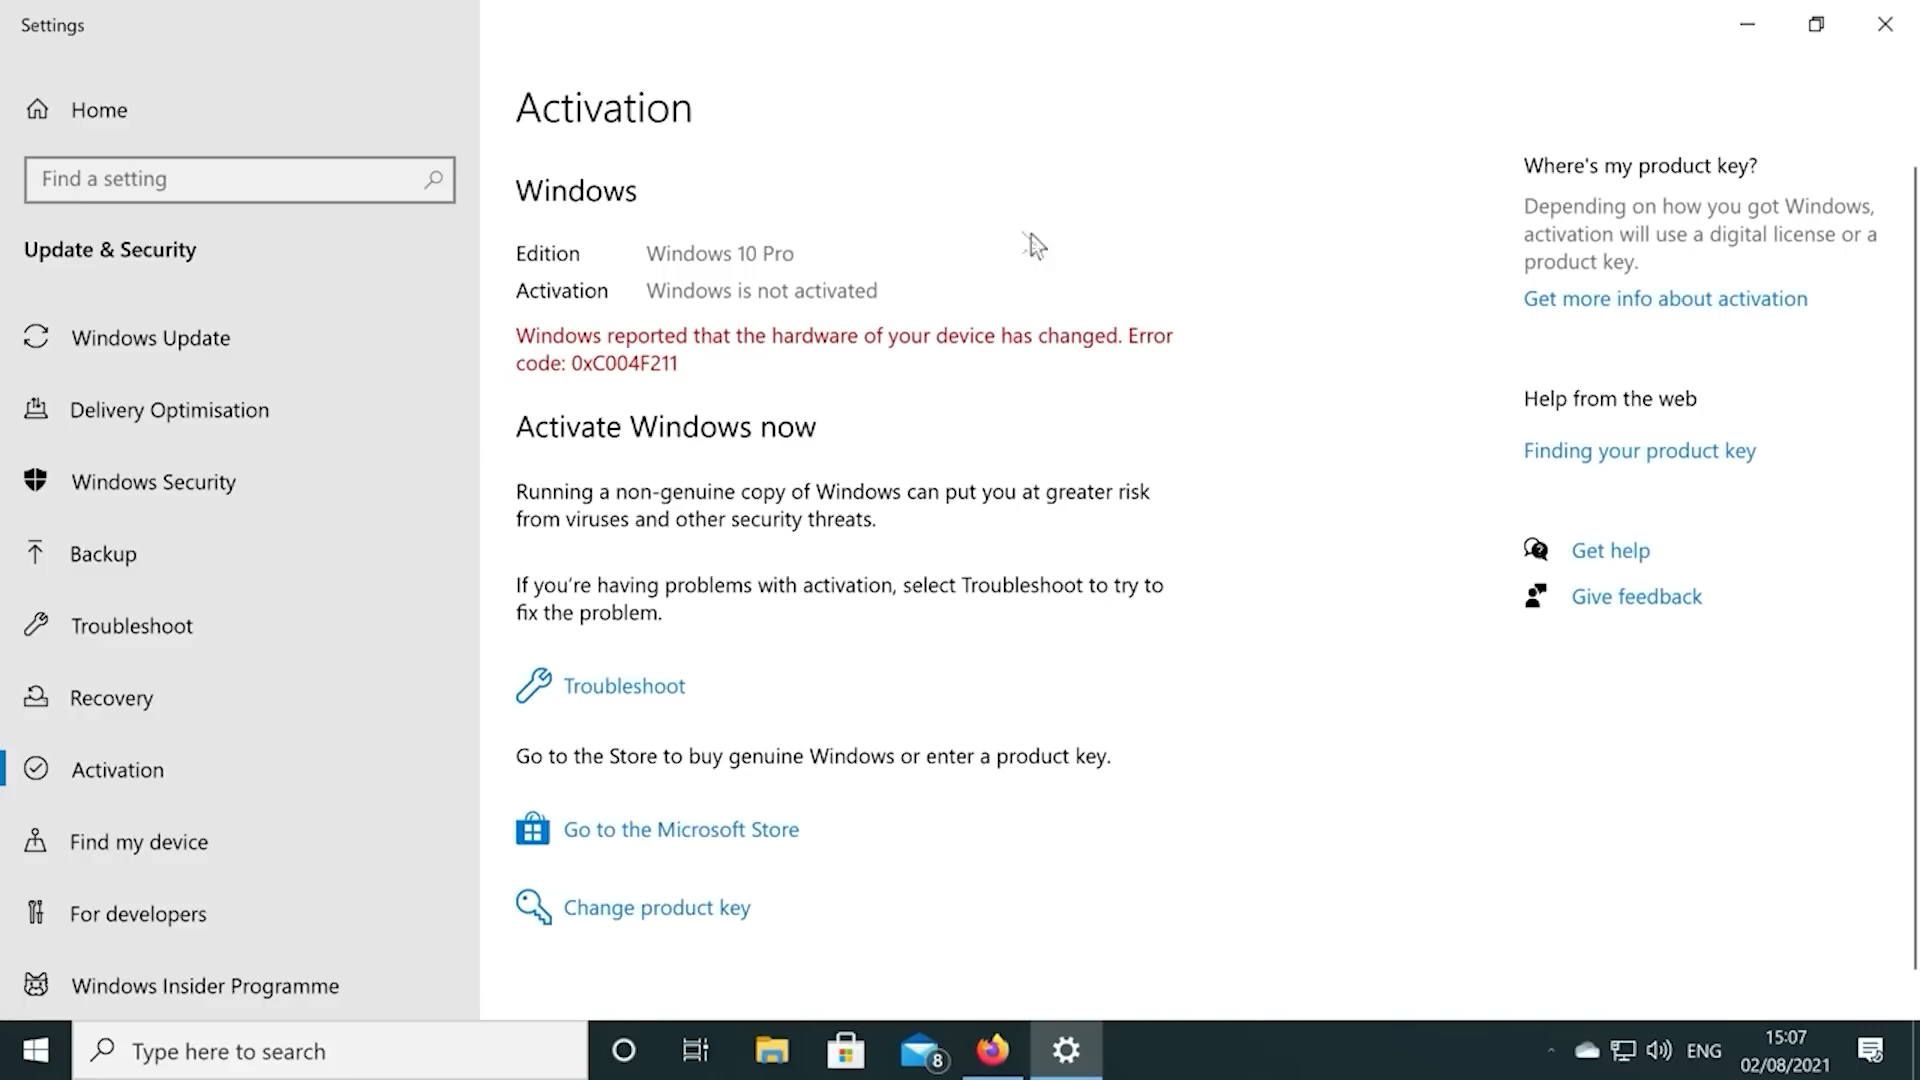 Settings
Home
Find a setting
Update & Security
Windows Update
Delivery Optimisation
Windows Security
Backup
Troubleshoot
Recovery
Activation
Find my device
For developers
Windows Insider Programme
Activation
Windows
Edition Windows 10 Pro
Activation Windows is not activated
Windows reported that the hardware of your device has changed. Error
code: 0xC004F211
Activate Windows now
Running a non-genuine copy of Windows can put you at greater risk
from viruses and other security threats.
If you're having problems with activation, select Troubleshoot to try to
fix the problem.
Troubleshoot
Go to the Store to buy genuine Windows or enter a product key.
Go to the Microsoft Store
Change product key
Where's my product key?
Depending on how you got Windows,
activation will use a digital license or a
product key.
Get more info about activation
Help from the web
Finding your product key
Get help
Give feedback
Type here to search
8
ENG
15:07
02/08/2021